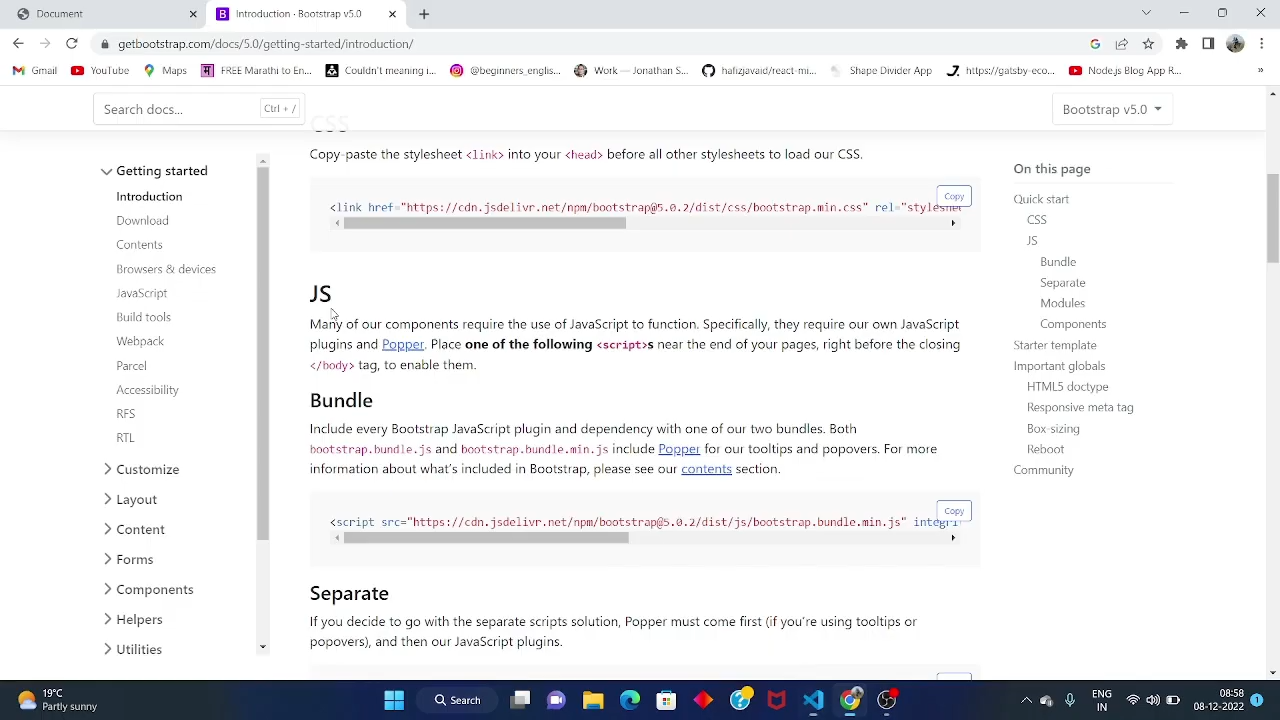 Document
Introduction · Bootstrap v5.0
getbootstrap.com/docs/5.0/getting-started/introduction/
Gmail
YouTube
Maps
FREE Marathi to En...
Couldn't meaning i...
@beginners_englis...
Work — Jonathan S...
hafizjavaid/react-mi...
Shape Divider App
https://gatsby-eco...
Node.js Blog App R...
»
Search docs...
Ctrl + /
Bootstrap v5.0
CSS
Copy-paste the stylesheet <link> into your <head> before all other stylesheets to load our CSS.
Copy
<link href="https://cdn.jsdelivr.net/npm/bootstrap@5.0.2/dist/css/bootstrap.min.css" rel="styleshe
JS
Many of our components require the use of JavaScript to function. Specifically, they require our own JavaScript
plugins and Popper. Place one of the following <script>s near the end of your pages, right before the closing
</body> tag, to enable them.
Bundle
Include every Bootstrap JavaScript plugin and dependency with one of our two bundles. Both
bootstrap.bundle.js and bootstrap.bundle.min.js include Popper for our tooltips and popovers. For more
information about what's included in Bootstrap, please see our contents section.
Copy
<script src="https://cdn.jsdelivr.net/npm/bootstrap@5.0.2/dist/js/bootstrap.bundle.min.js" integri
Separate
If you decide to go with the separate scripts solution, Popper must come first (if you're using tooltips or
popovers), and then our JavaScript plugins.
Getting started
Introduction
Download
Contents
Browsers & devices
JavaScript
Build tools
Webpack
Parcel
Accessibility
RFS
RTL
Customize
Layout
Content
Forms
Components
Helpers
Utilities
On this page
Quick start
CSS
JS
Bundle
Separate
Modules
Components
Starter template
Important globals
HTML5 doctype
Responsive meta tag
Box-sizing
Reboot
Community
19°C
Partly sunny
Search
ENG
IN
08:58
08-12-2022
1